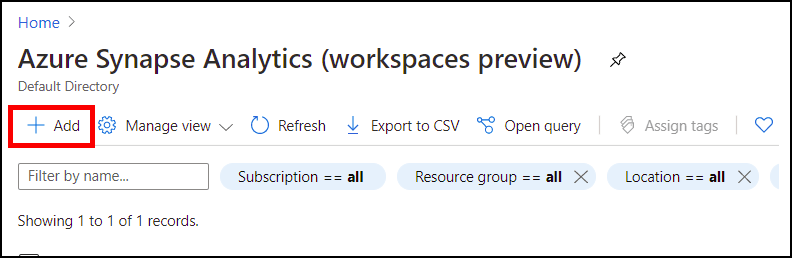 Home
Azure Synapse Analytics (workspaces preview)
Default Directory
Add Manage view Refresh Export to CSV Open query Assign tags
Filter by name... Subscription == all Resource group == all Location == all
Showing 1 to 1 of 1 records.